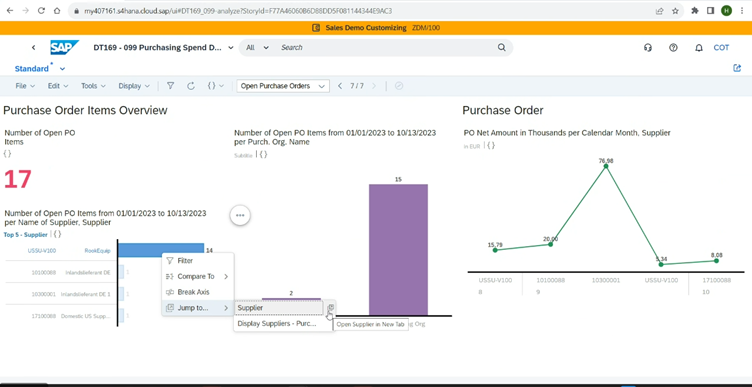 my407161.s4hana.cloud.sap/ui#DT169_099-analyze?StoryId=F77A46060B6D88DD5F081144344E9AC3
H
Sales Demo Customizing ZDM/100
SAP DT169 - 099 Purchasing Spend D... All Search COT
Standard*
File Edit Tools Display Open Purchase Orders 7 / 7
Purchase Order Items Overview
Number of Open PO
Items
{}
17
Number of Open PO Items from 01/01/2023 to 10/13/2023
per Name of Supplier, Supplier
Top 5 - Supplier | {}
USSU-V100 RookEquip 14
10100088 Inlandslieferant DE 1
10300001 Inlandslieferant DE 1 1
17100088 Domestic US Supp... 1
Filter
Compare To
Break Axis
Jump to...
Supplier
Display Suppliers - Purc...
Open Supplier in New Tab
Number of Open PO Items from 01/01/2023 to 10/13/2023
per Purch. Org. Name
| {}
15
2
g Org
Purchase Order
PO Net Amount in Thousands per Calendar Month, Supplier
in EUR | {}
76,98
20,00
15,79
5,34
8,08
USSU-V100 10100088 10300001 USSU-V100 17100088
8 9 10